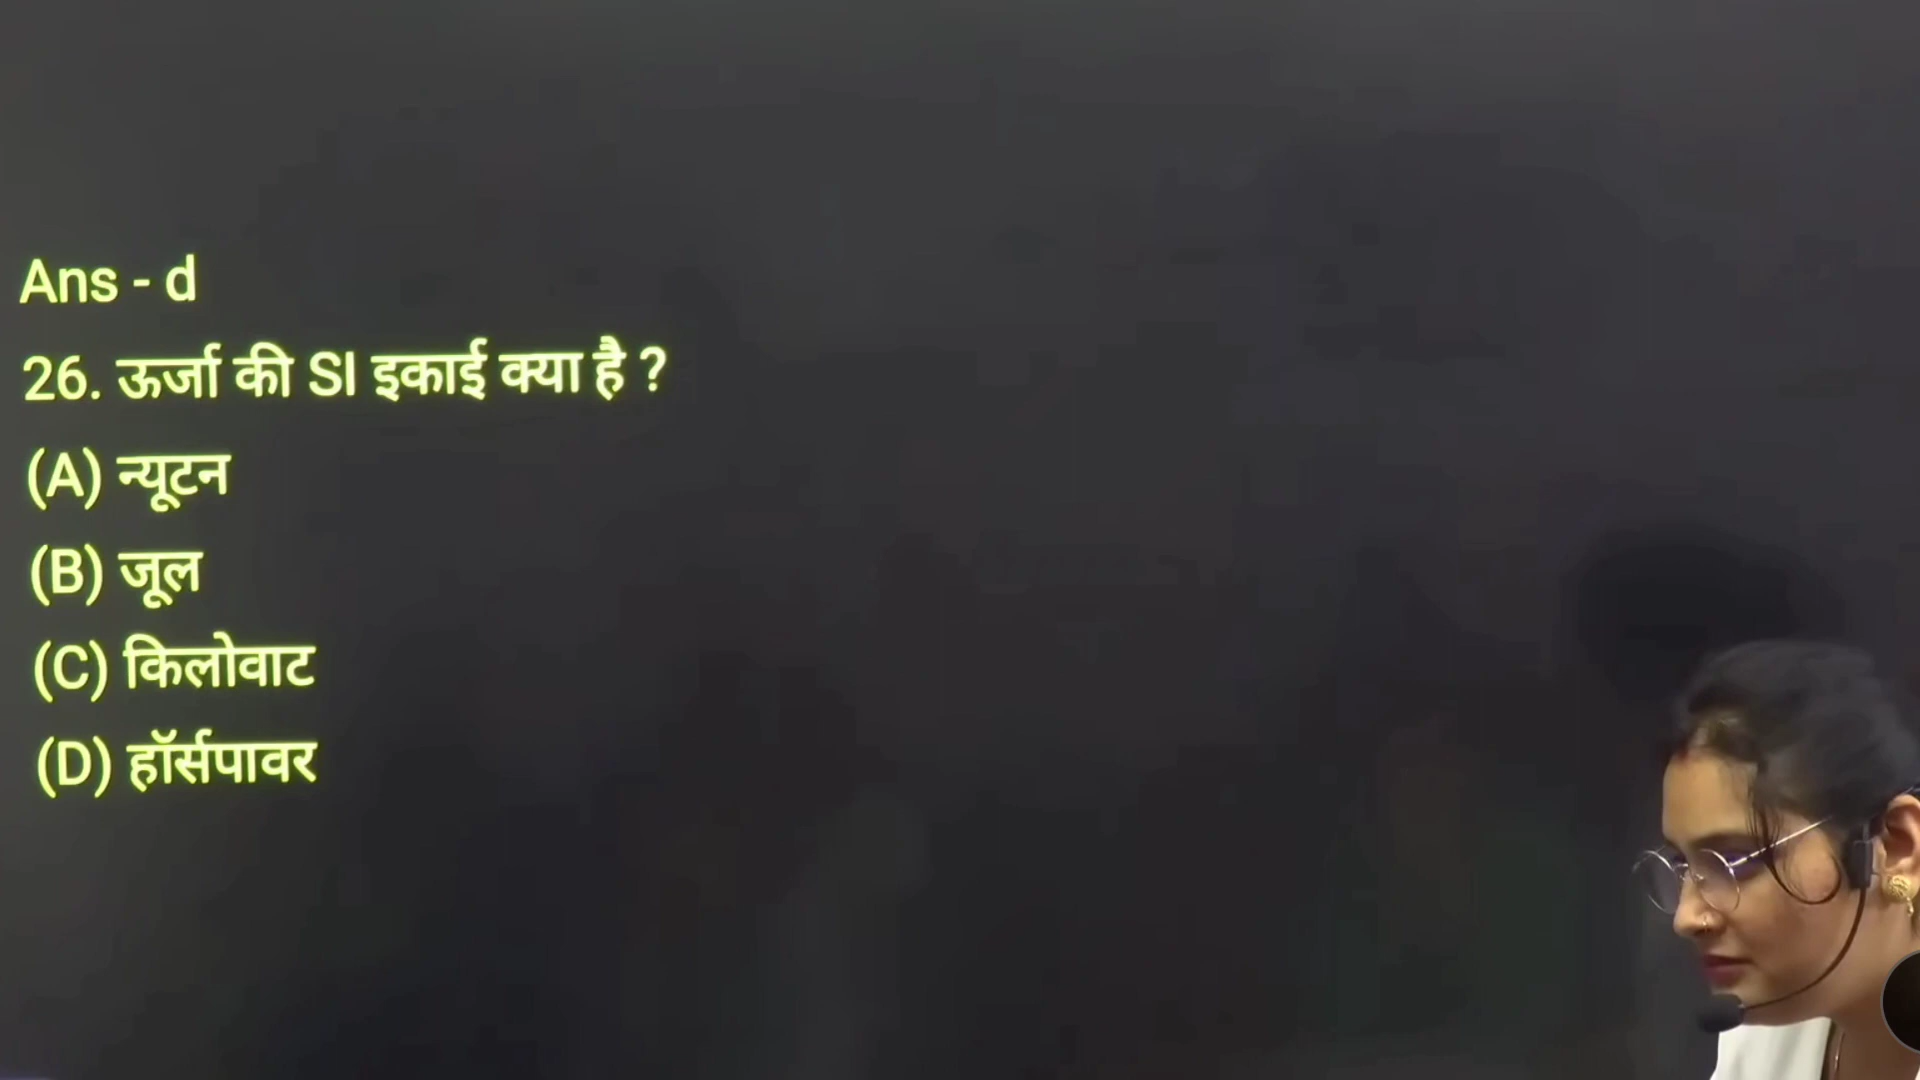 Ans - d
26. ऊर्जा की SI इकाई क्या है ?
(A) न्यूटन
(B) जूल
(C) किलोवाट
(D) हॉर्सपावर